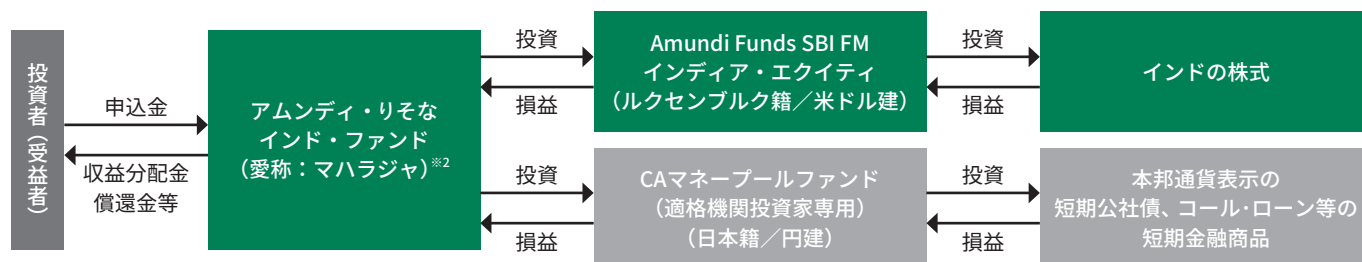 投資者（受益者）
申込金
収益分配金
償還金等
アムンディ・りそな
インド・ファンド
（愛称：マハラジャ）※2
投資
損益
Amundi Funds SBI FM
インディア・エクイティ
（ルクセンブルク籍／米ドル建）
投資
損益
インドの株式
投資
損益
CAマネープールファンド
（適格機関投資家専用）
（日本籍／円建）
投資
損益
本邦通貨表示の
短期公社債、コール・ローン等の
短期金融商品